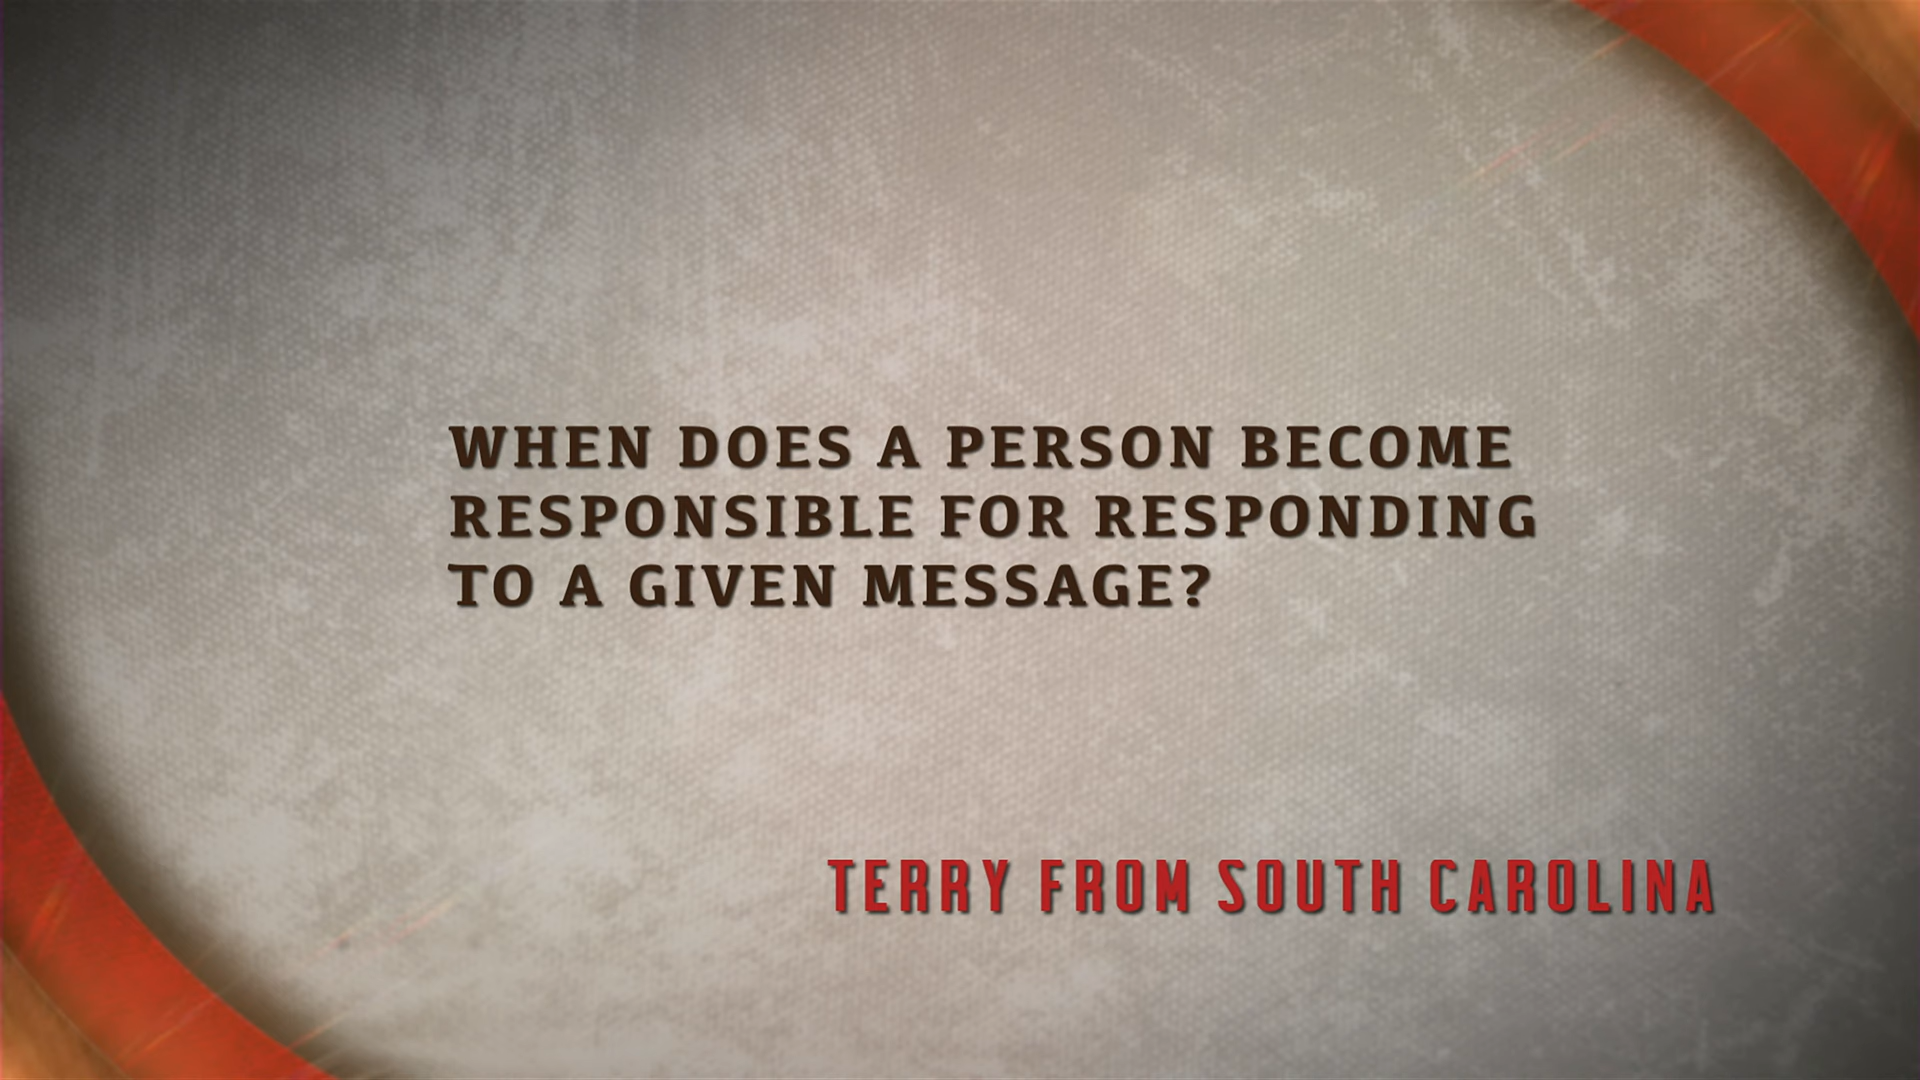 WHEN DOES A PERSON BECOME
RESPONSIBLE FOR RESPONDING
TO A GIVEN MESSAGE?
TERRY FROM SOUTH CAROLINA